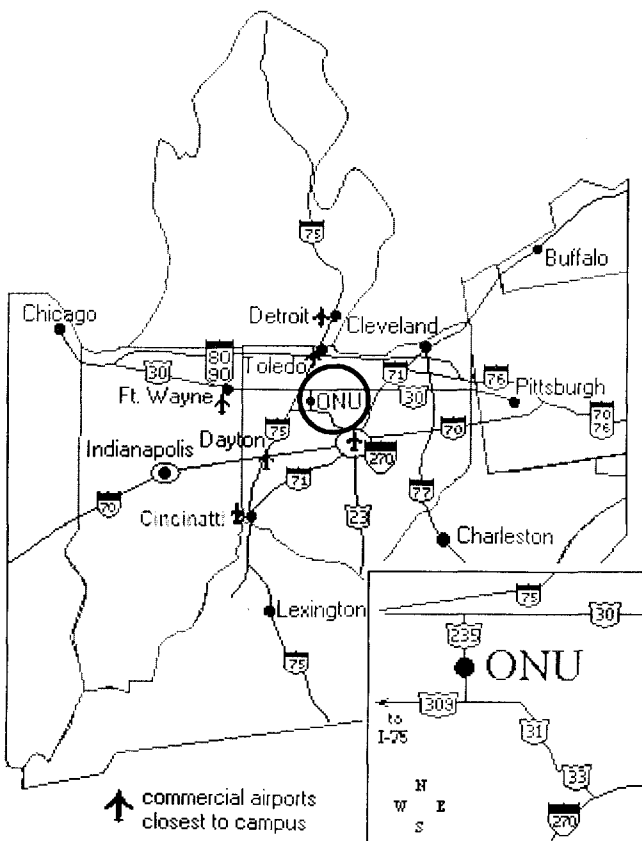 75
Buffalo
Detroit
Chicago
Cleveland
80
90
Toledo
30
71
76
Ft. Wayne
ONU
30
Pittsburgh
70
76
Dayton
75
70
Indianapolis
270
71
77
70
Cincinatti
23
Charleston
Lexington
75
75
30
235
ONU
309
to
I-75
31
33
N
W E
S
270
commercial airports
closest to campus